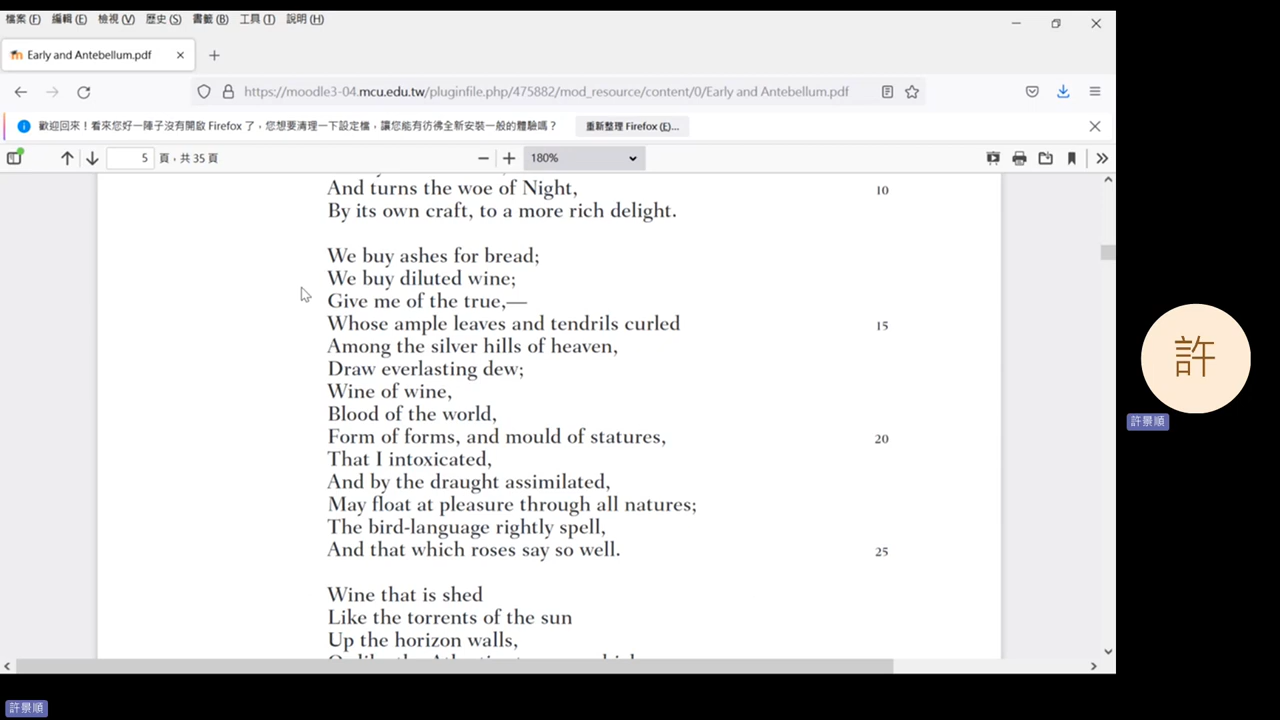 檔案(F) 編輯(E) 檢視(V) 歷史(S) 書籤(B) 工具(T) 說明(H)
Early and Antebellum.pdf
https://moodle3-04.mcu.edu.tw/pluginfile.php/475882/mod_resource/content/0/Early and Antebellum.pdf
歡迎回來！看來您好一陣子沒有開啟 Firefox 了，您想要清理一下設定檔，讓您能有彷彿全新安裝一般的體驗嗎？ 重新整理 Firefox (E)...
5 頁，共 35 頁 180%
And turns the woe of Night, 10
By its own craft, to a more rich delight.
We buy ashes for bread;
We buy diluted wine;
Give me of the true,—
Whose ample leaves and tendrils curled 15
Among the silver hills of heaven,
Draw everlasting dew;
Wine of wine,
Blood of the world,
Form of forms, and mould of statures, 20
That I intoxicated,
And by the draught assimilated,
May float at pleasure through all natures;
The bird-language rightly spell,
And that which roses say so well. 25
Wine that is shed
Like the torrents of the sun
Up the horizon walls,
許
許景順
許景順